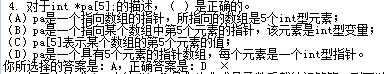 4. 对于int *pa[5];的描述，（ ）是正确的。
(A) pa是一个指向数组的指针，所指向的数组是5个int型元素；
(B) pa是一个指向某个数组中第5个元素的指针，该元素是int型变量；
(C) pa[5]表示某个数组的第5个元素的值；
(D) pa是一个具有5个元素的指针数组，每个元素是一个int型指针。
你所选择的答案是：A，正确答案是：D ×